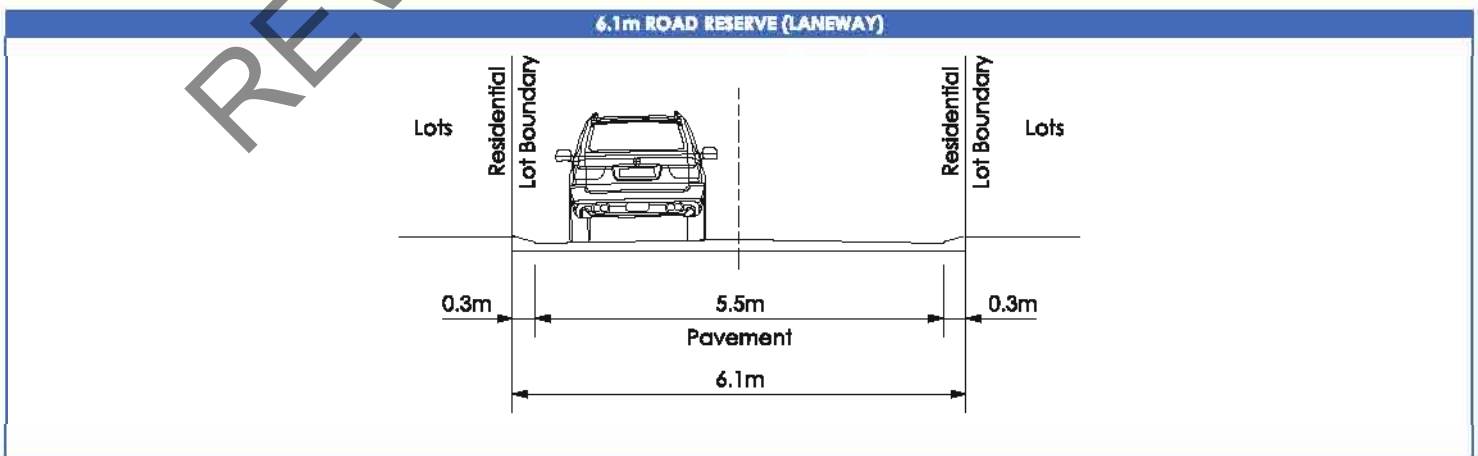 6.1m ROAD RESERVE (LANEWAY)
Lots
Residential
Lot Boundary
Residential
Lot Boundary
Lots
0.3m
5.5m
0.3m
Pavement
6.1m